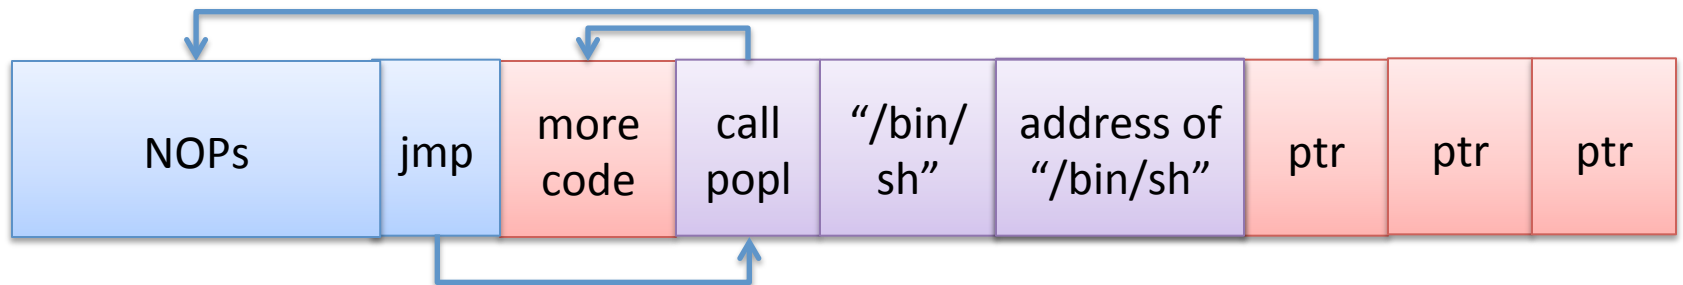 NOPs
jmp
more
code
call
popl
“/bin/
sh”
address of
“/bin/sh”
ptr
ptr
ptr